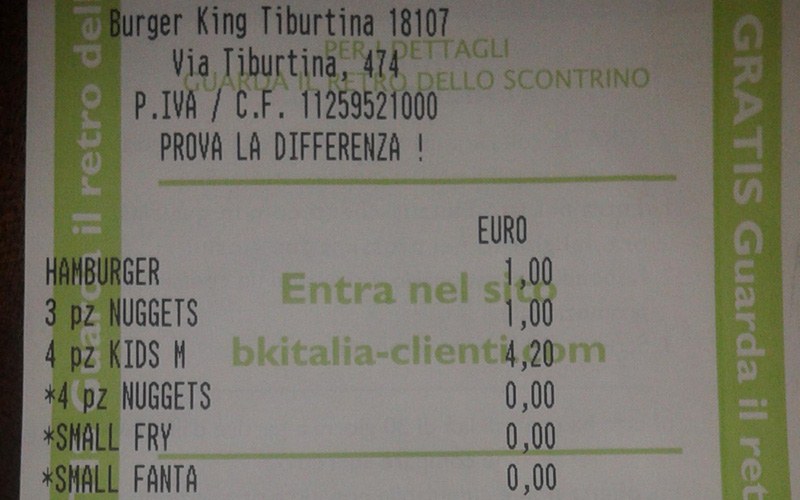 Burger King Tiburtina 18107
PER I DETTAGLI
Via Tiburtina, 474
GUARDA IL RETRO DELLO SCONTRINO
P.IVA / C.F. 11259521000
PROVA LA DIFFERENZA !
EURO
HAMBURGER 1,00
Entra nel sito
3 pz NUGGETS 1,00
4 pz KIDS M 4,20
bkitalia-clienti.com
*4 pz NUGGETS 0,00
*SMALL FRY 0,00
*SMALL FANTA 0,00
Guarda il retro dell
GRATIS Guarda il ret